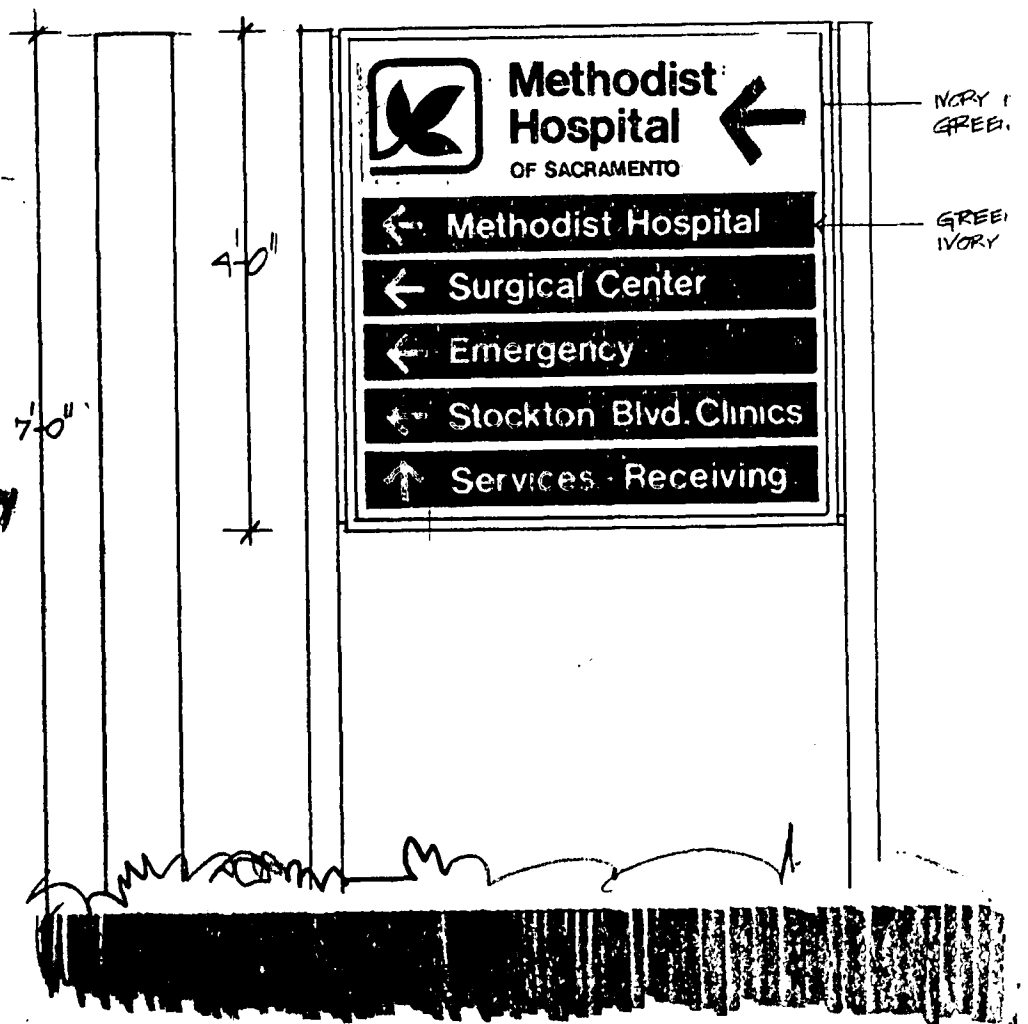 Methodist
Hospital
OF SACRAMENTO
Methodist Hospital
Surgical Center
Emergency
Stockton Blvd. Clinics
Services · Receiving
4'-0"
7'-0"
IVORY
GREE
IVORY